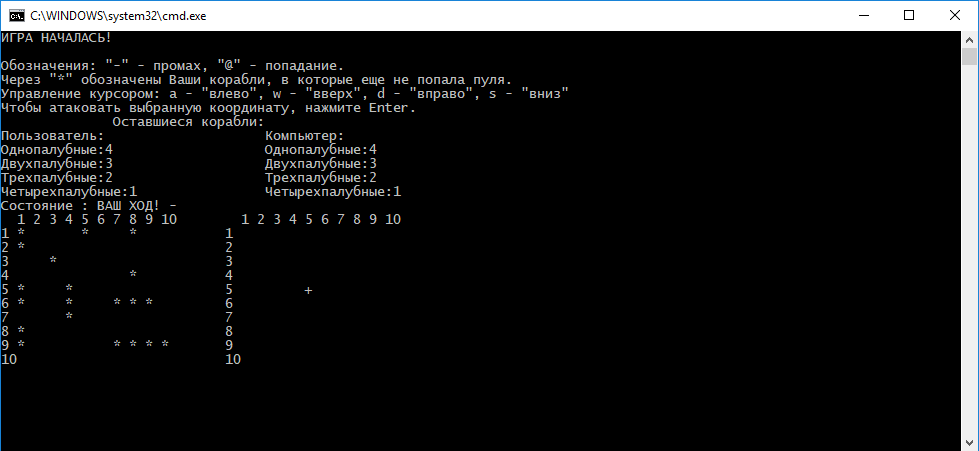 C:\WINDOWS\system32\cmd.exe
ИГРА НАЧАЛАСЬ!
Обозначения: "-" - промах, "@" - попадание.
Через "*" обозначены Ваши корабли, в которые еще не попала пуля.
Управление курсором: a - "влево", w - "вверх", d - "вправо", s - "вниз"
Чтобы атаковать выбранную координату, нажмите Enter.
Оставшиеся корабли:
Пользователь: Компьютер:
Однопалубные:4 Однопалубные:4
Двухпалубные:3 Двухпалубные:3
Трехпалубные:2 Трехпалубные:2
Четырехпалубные:1 Четырехпалубные:1
Состояние : ВАШ ХОД! -
1 2 3 4 5 6 7 8 9 10 1 2 3 4 5 6 7 8 9 10
1 * * * 1
2 * 2
3 * 3
4 * 4
5 * * 5 +
6 * * * * * 6
7 * 7
8 * 8
9 * * * * * 9
10 10